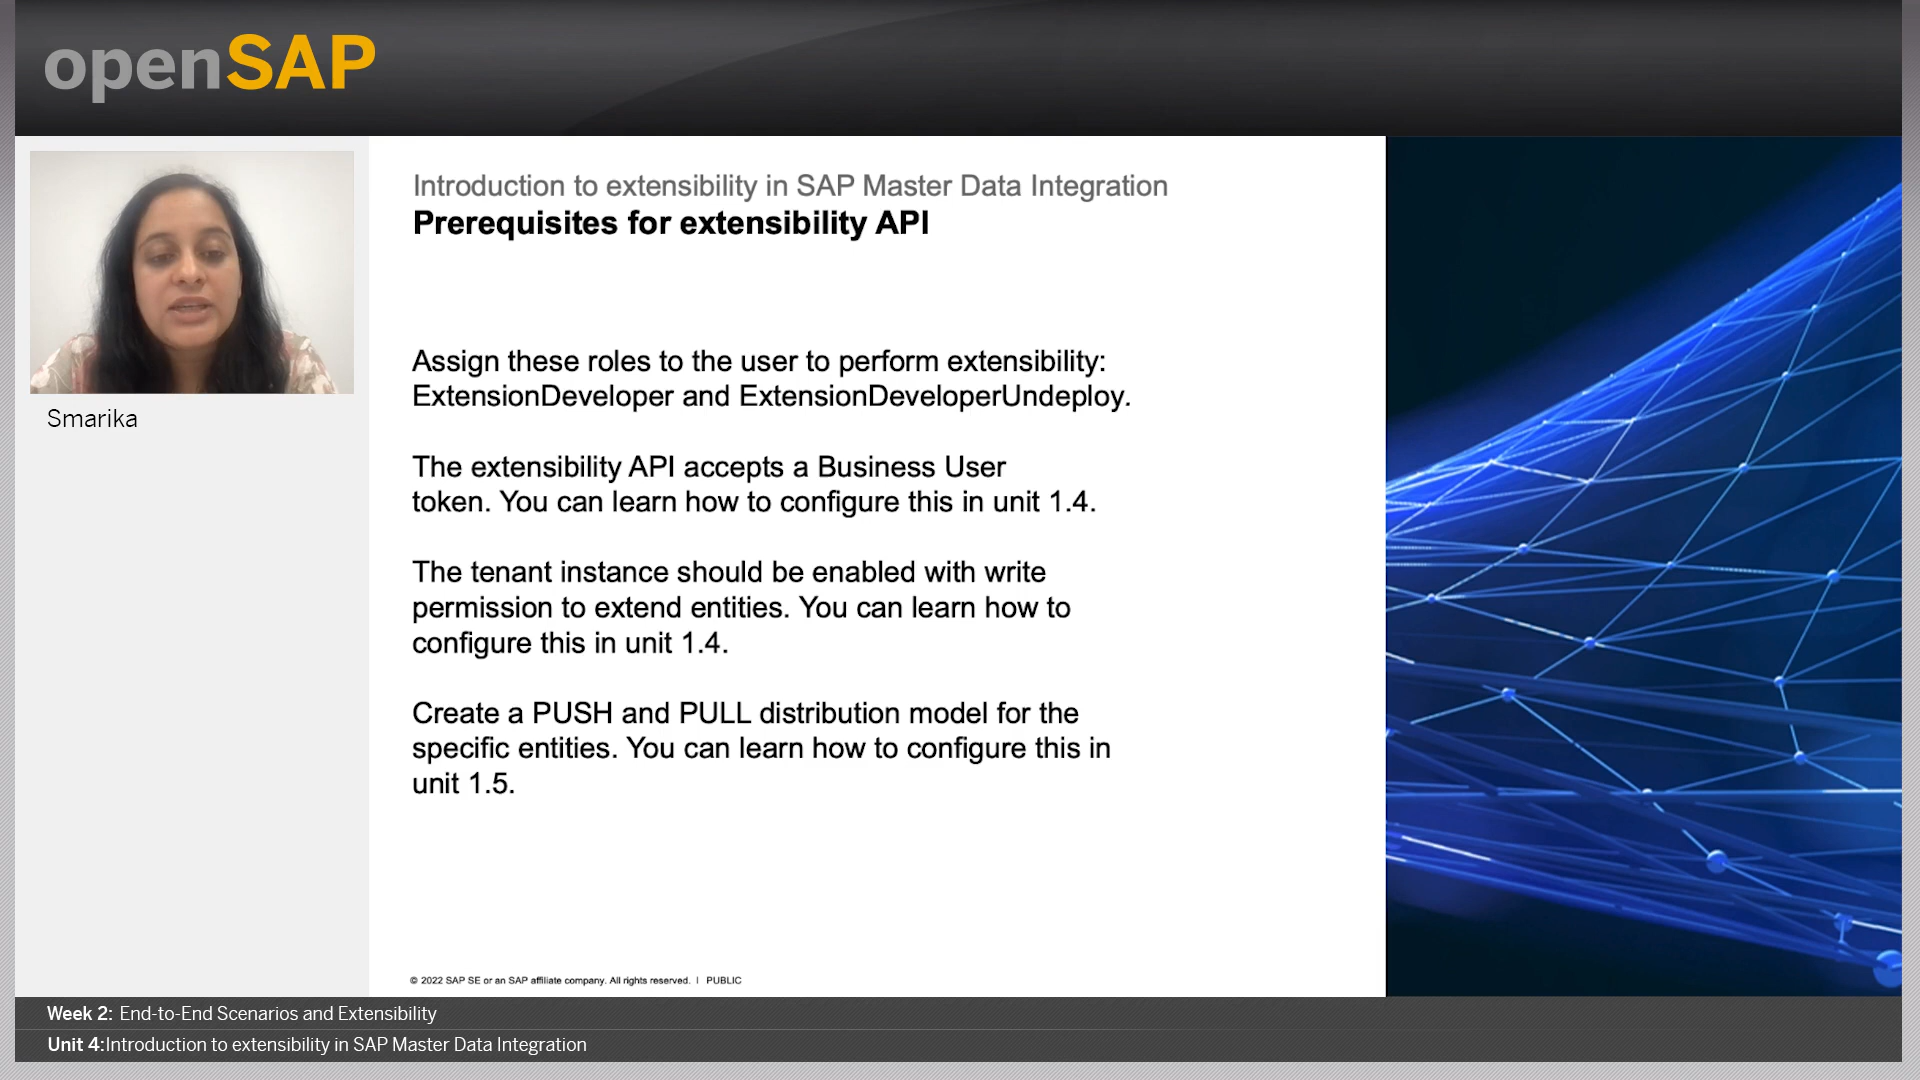 openSAP
Smarika
Introduction to extensibility in SAP Master Data Integration
Prerequisites for extensibility API
Assign these roles to the user to perform extensibility:
ExtensionDeveloper and ExtensionDeveloperUndeploy.
The extensibility API accepts a Business User
token. You can learn how to configure this in unit 1.4.
The tenant instance should be enabled with write
permission to extend entities. You can learn how to
configure this in unit 1.4.
Create a PUSH and PULL distribution model for the
specific entities. You can learn how to configure this in
unit 1.5.
© 2022 SAP SE or an SAP affiliate company. All rights reserved. I PUBLIC
Week 2: End-to-End Scenarios and Extensibility
Unit 4:Introduction to extensibility in SAP Master Data Integration